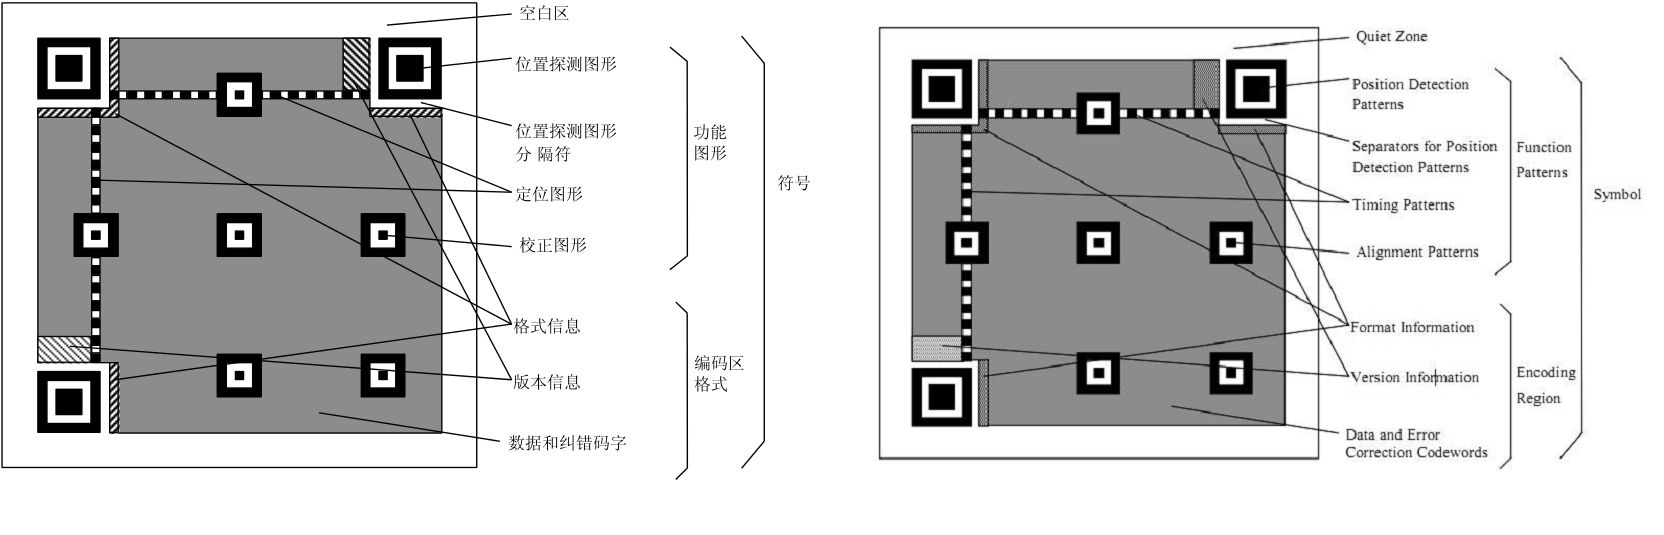 空白区
位置探测图形
位置探测图形
分 隔符
定位图形
校正图形
格式信息
版本信息
数据和纠错码字
功能
图形
编码区
格式
符号
Quiet Zone
Position Detection
Patterns
Separators for Position
Detection Patterns
Timing Patterns
Alignment Patterns
Format Information
Version Information
Data and Error
Correction Codewords
Function
Patterns
Encoding
Region
Symbol